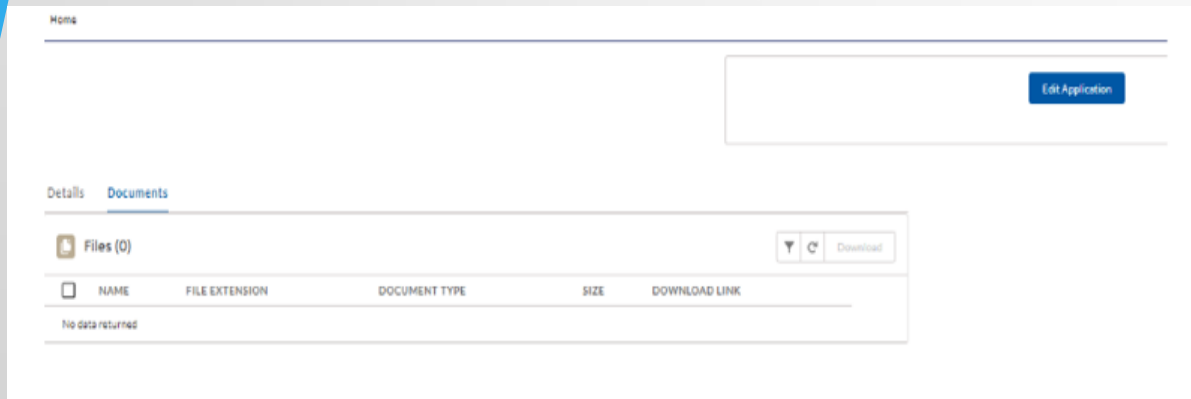 Home
Edit Application
Details Documents
Files (0)
Download
NAME FILE EXTENSION DOCUMENT TYPE SIZE DOWNLOAD LINK
No data returned